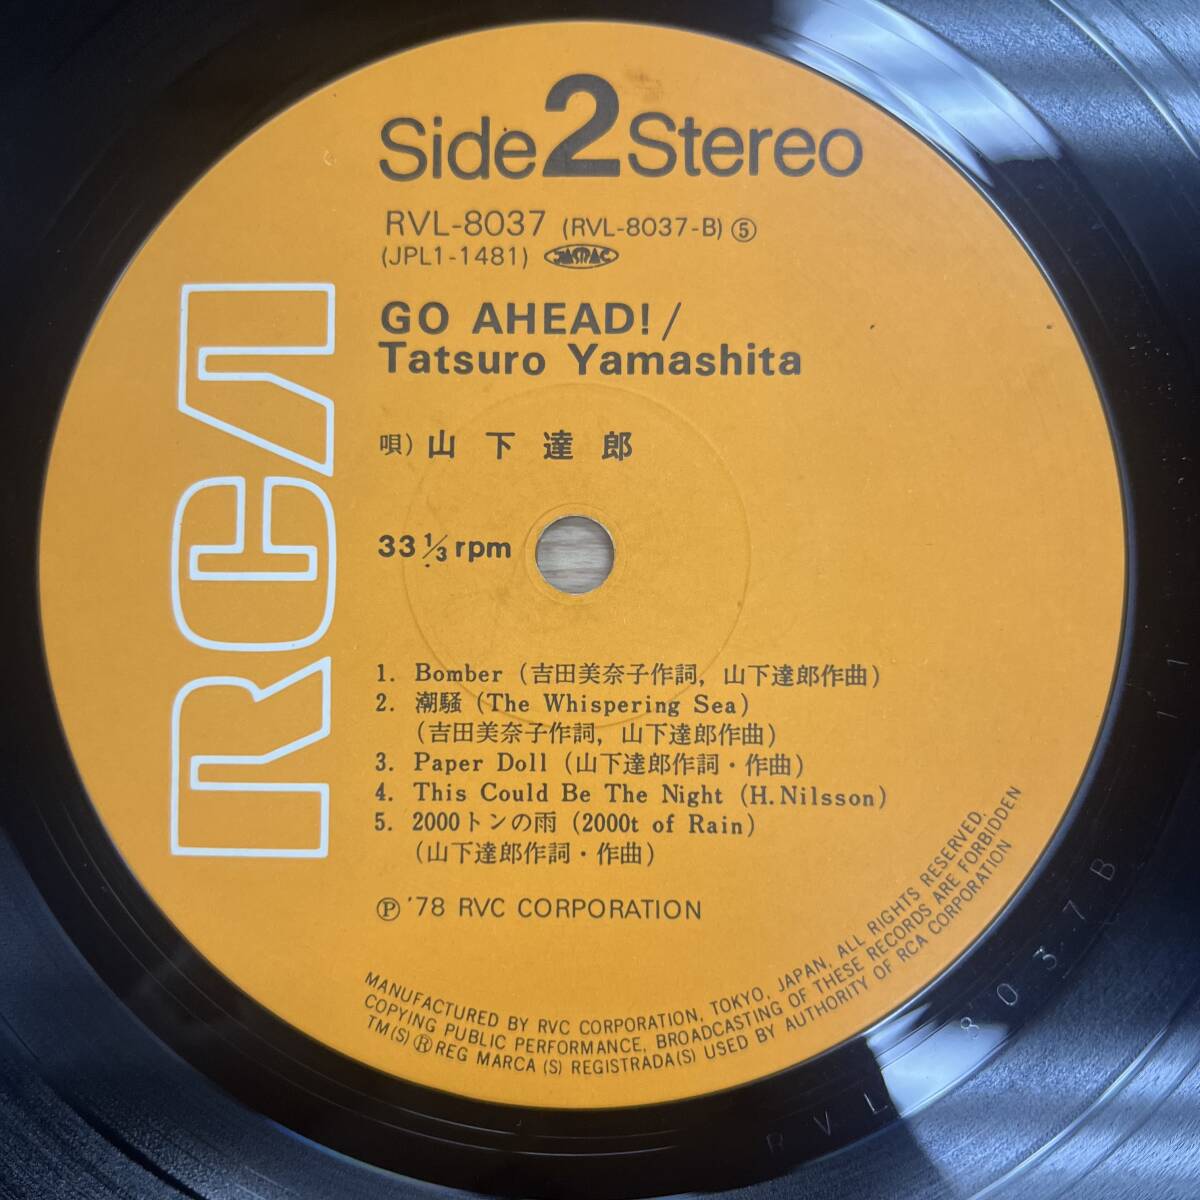 Side 2 Stereo
RVL-8037 (RVL-8037-B) ⑤
(JPL1-1481) JASRAC
GO AHEAD! /
Tatsuro Yamashita
唄) 山下達郎
33 1/3 rpm
RCA
1. Bomber (吉田美奈子作詞, 山下達郎作曲)
2. 潮騒 (The Whispering Sea)
(吉田美奈子作詞, 山下達郎作曲)
3. Paper Doll (山下達郎作詞・作曲)
4. This Could Be The Night (H. Nilsson)
5. 2000トンの雨 (2000t of Rain)
(山下達郎作詞・作曲)
Ⓟ '78 RVC CORPORATION
MANUFACTURED BY RVC CORPORATION, TOKYO, JAPAN, ALL RIGHTS RESERVED.
COPYING PUBLIC PERFORMANCE, BROADCASTING OF THESE RECORDS ARE FORBIDDEN
TM(S) ® REG MARCA (S) REGISTRADA(S) USED BY AUTHORITY OF RCA CORPORATION
RVL 8037B 11